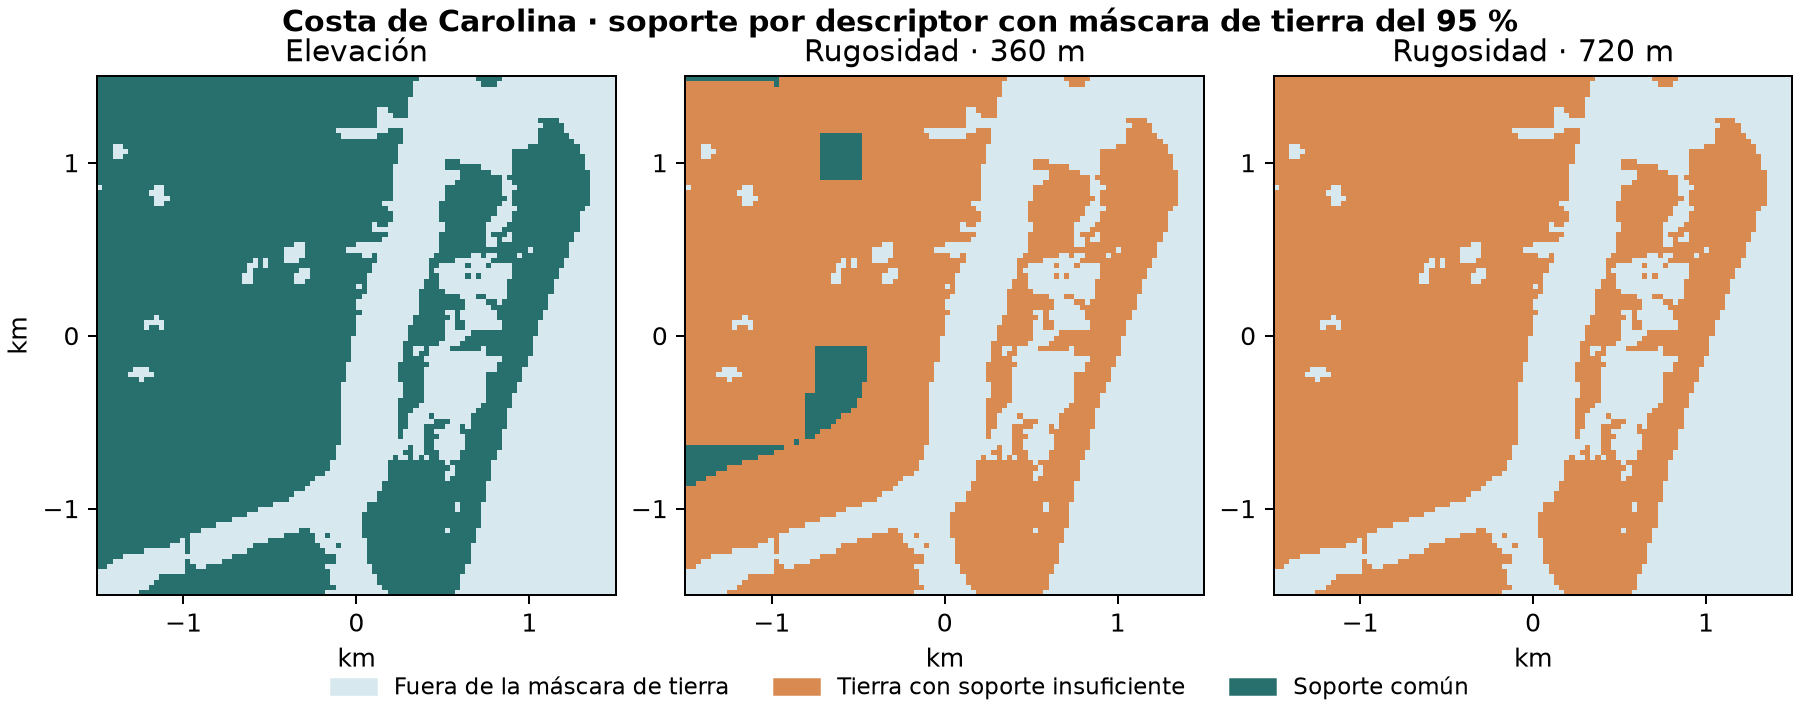 Costa de Carolina · soporte por descriptor con máscara de tierra del 95 %
Elevación
Rugosidad · 360 m
Rugosidad · 720 m
km
1
0
−1
−1
0
1
km
1
0
−1
−1
0
1
km
1
0
−1
−1
0
1
km
Fuera de la máscara de tierra
Tierra con soporte insuficiente
Soporte común